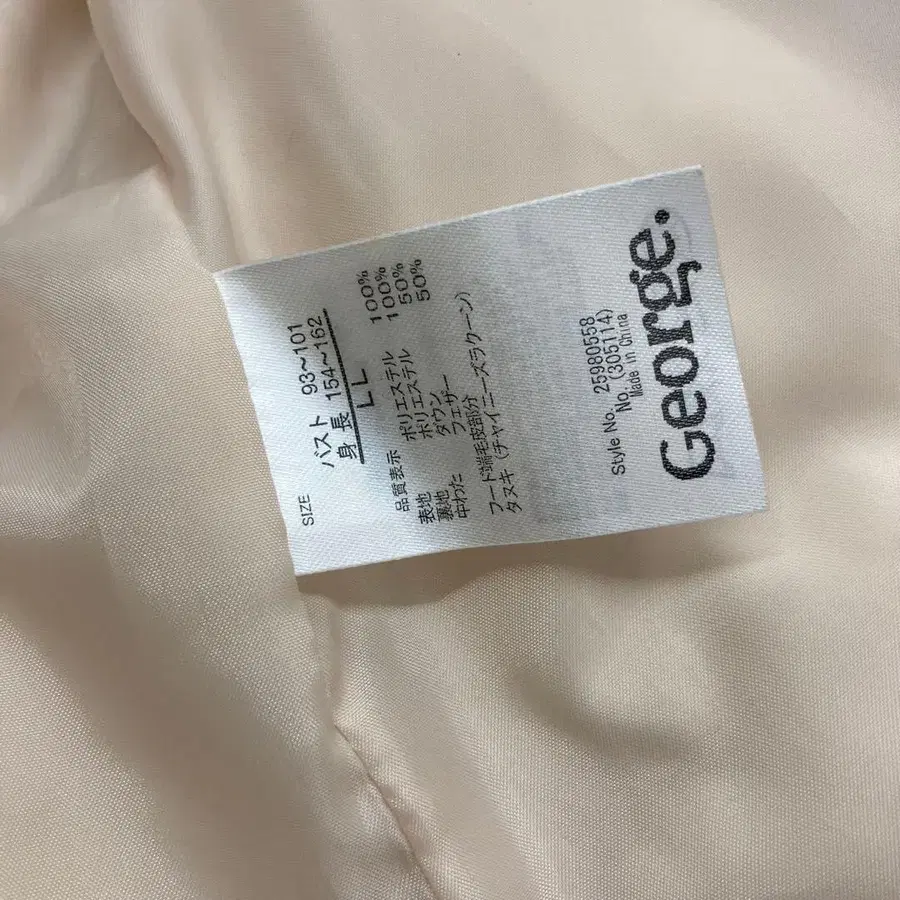 SIZE
バスト 93~101
身長 154~162
LL
品質表示
表地 ポリエステル 100%
裏地 ポリエステル 100%
中わた ダウン 50%
フェザー 50%
フード端毛皮部分
タヌキ (チャイニーズラクーン)
Style No. 25980558
No. (305114)
Made in China
George.